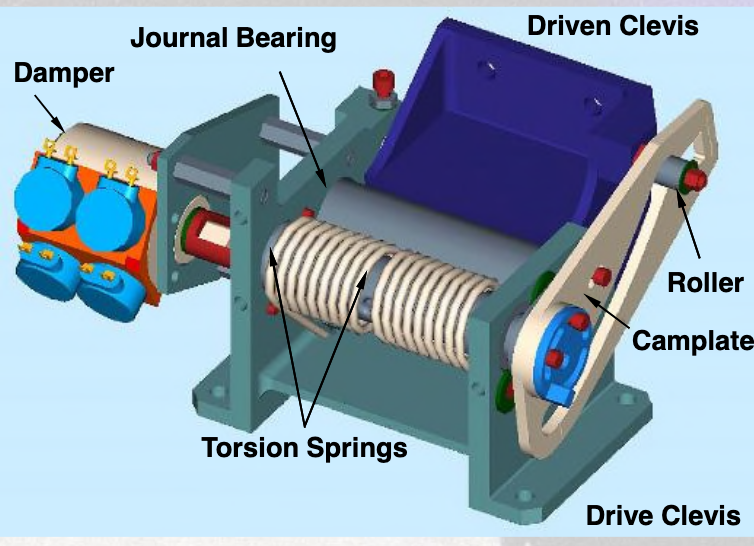 Driven Clevis
Journal Bearing
Damper
Roller
Camplate
Torsion Springs
Drive Clevis